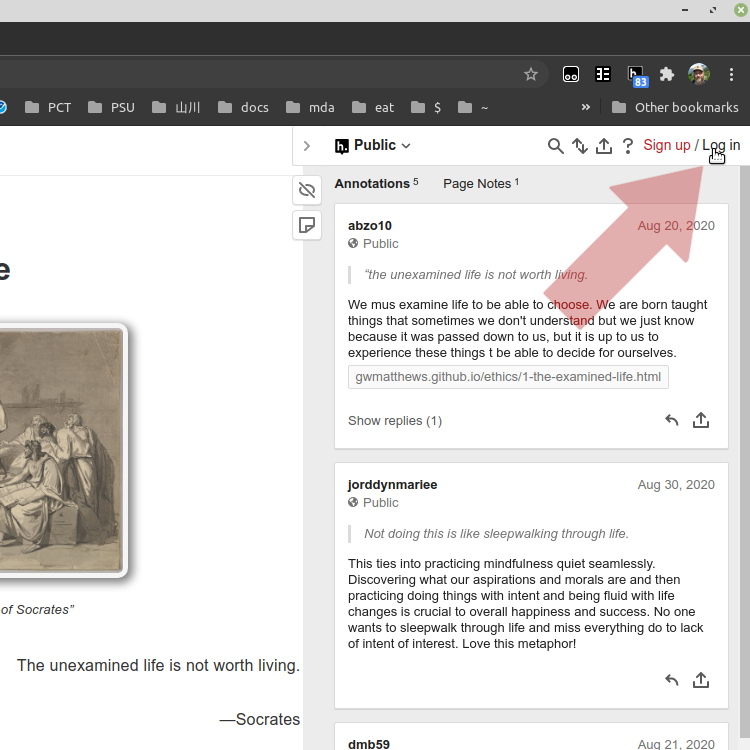 83
PCT
PSU
山川
docs
mda
eat
$
~
»
Other bookmarks
h. Public
? Sign up / Log in
Annotations 5
Page Notes 1
abzo10
Aug 20, 2020
Public
"the unexamined life is not worth living.
We mus examine life to be able to choose. We are born taught
things that sometimes we don't understand but we just know
because it was passed down to us, but it is up to us to
experience these things t be able to decide for ourselves.
gwmatthews.github.io/ethics/1-the-examined-life.html
Show replies (1)
jorddynmariee
Aug 30, 2020
Public
Not doing this is like sleepwalking through life.
This ties into practicing mindfulness quiet seamlessly.
Discovering what our aspirations and morals are and then
practicing doing things with intent and being fluid with life
changes is crucial to overall happiness and success. No one
wants to sleepwalk through life and miss everything do to lack
of intent of interest. Love this metaphor!
dmb59
Aug 21, 2020
e
of Socrates”
The unexamined life is not worth living.
—Socrates